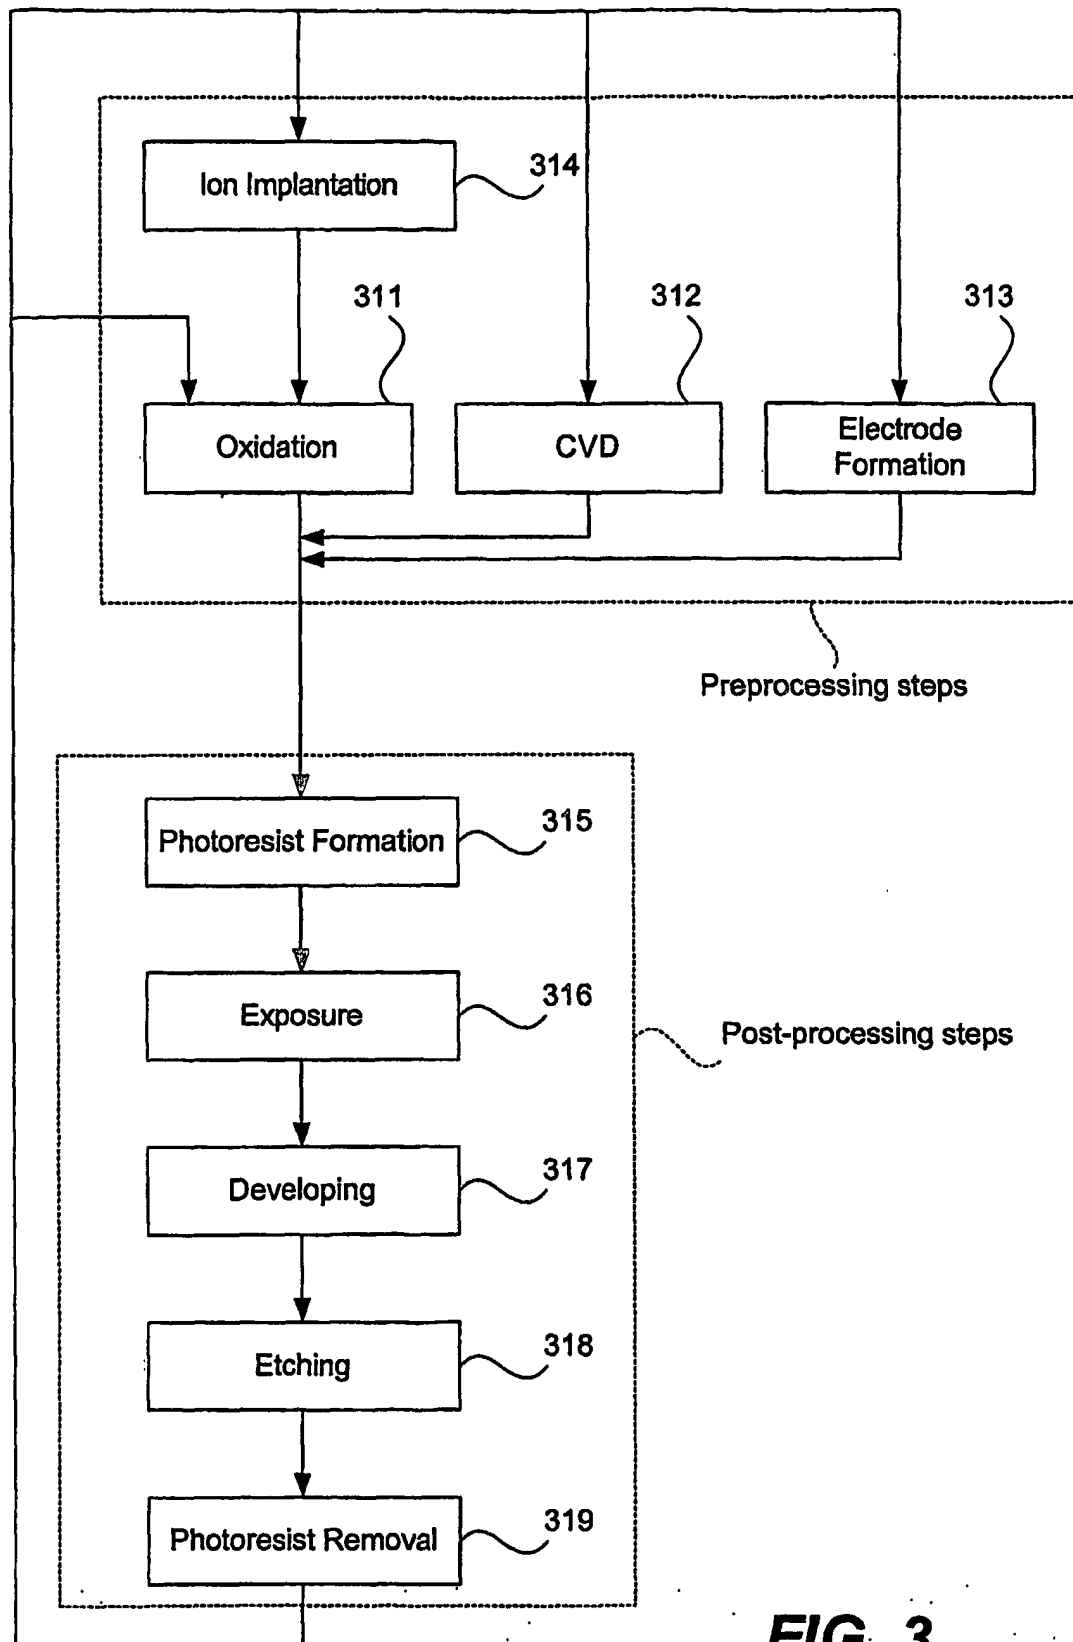 Ion Implantation
314
311
312
313
Oxidation
CVD
Electrode
Formation
Preprocessing steps
Photoresist Formation
315
Exposure
316
Post-processing steps
Developing
317
Etching
318
Photoresist Removal
319
FIG. 3